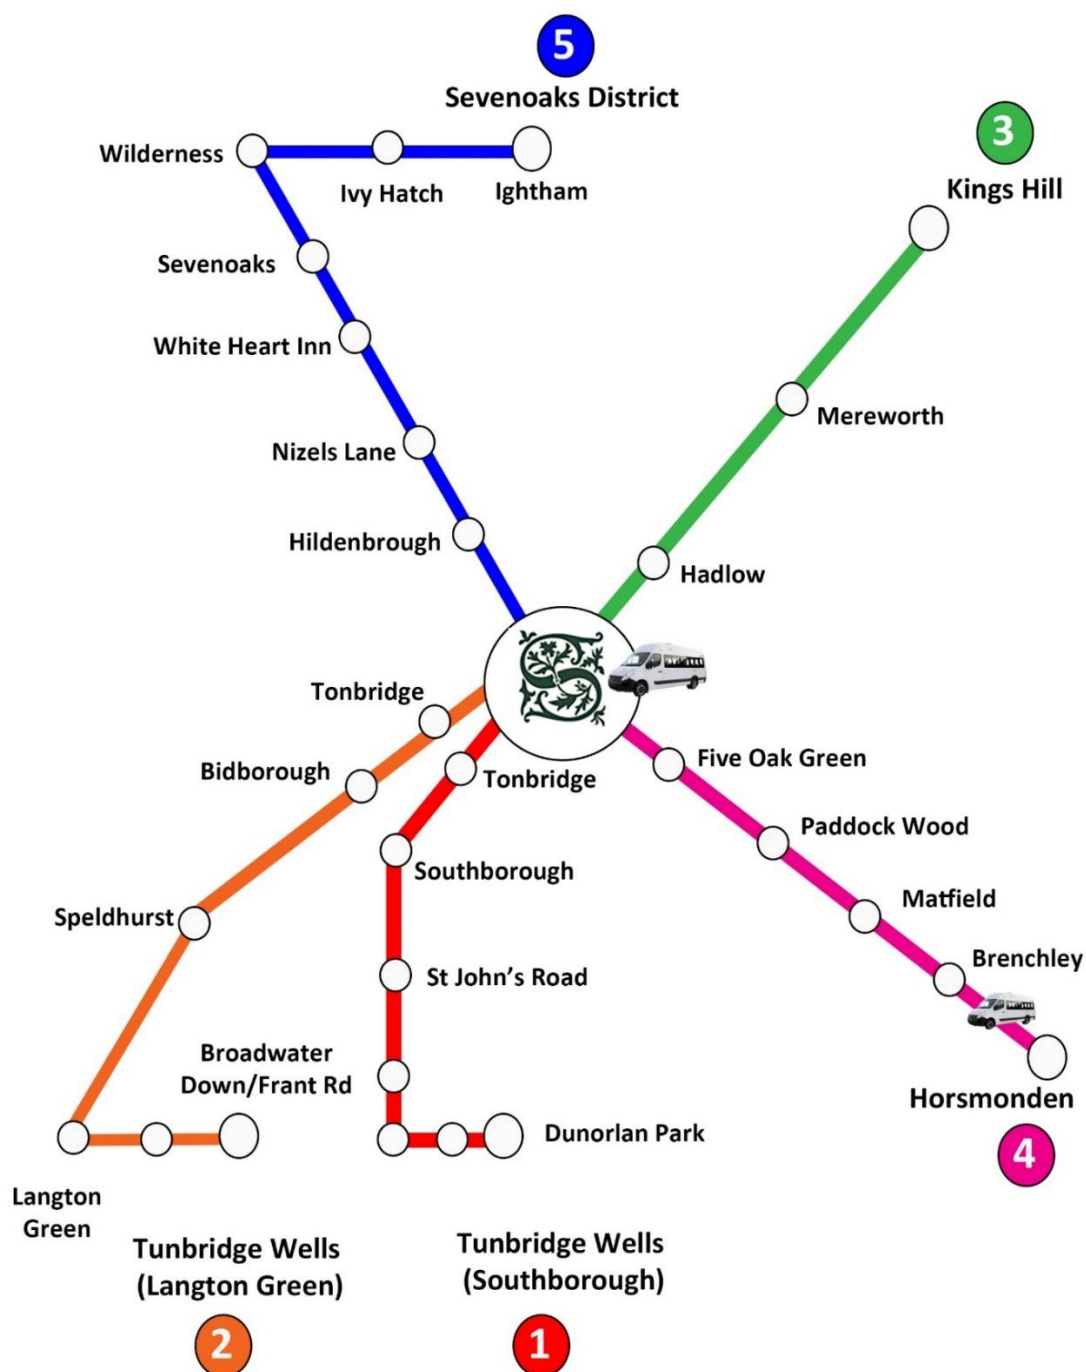 5
Sevenoaks District
3
Kings Hill
Wilderness
Ivy Hatch
Ightham
Sevenoaks
White Heart Inn
Mereworth
Nizels Lane
Hildenbrough
Hadlow
S
Tonbridge
Bidborough
Tonbridge
Five Oak Green
Paddock Wood
Southborough
Matfield
Speldhurst
St John's Road
Brenchley
Broadwater
Down/Frant Rd
Horsmonden
4
Dunorlan Park
Langton
Green
Tunbridge Wells
(Langton Green)
2
Tunbridge Wells
(Southborough)
1